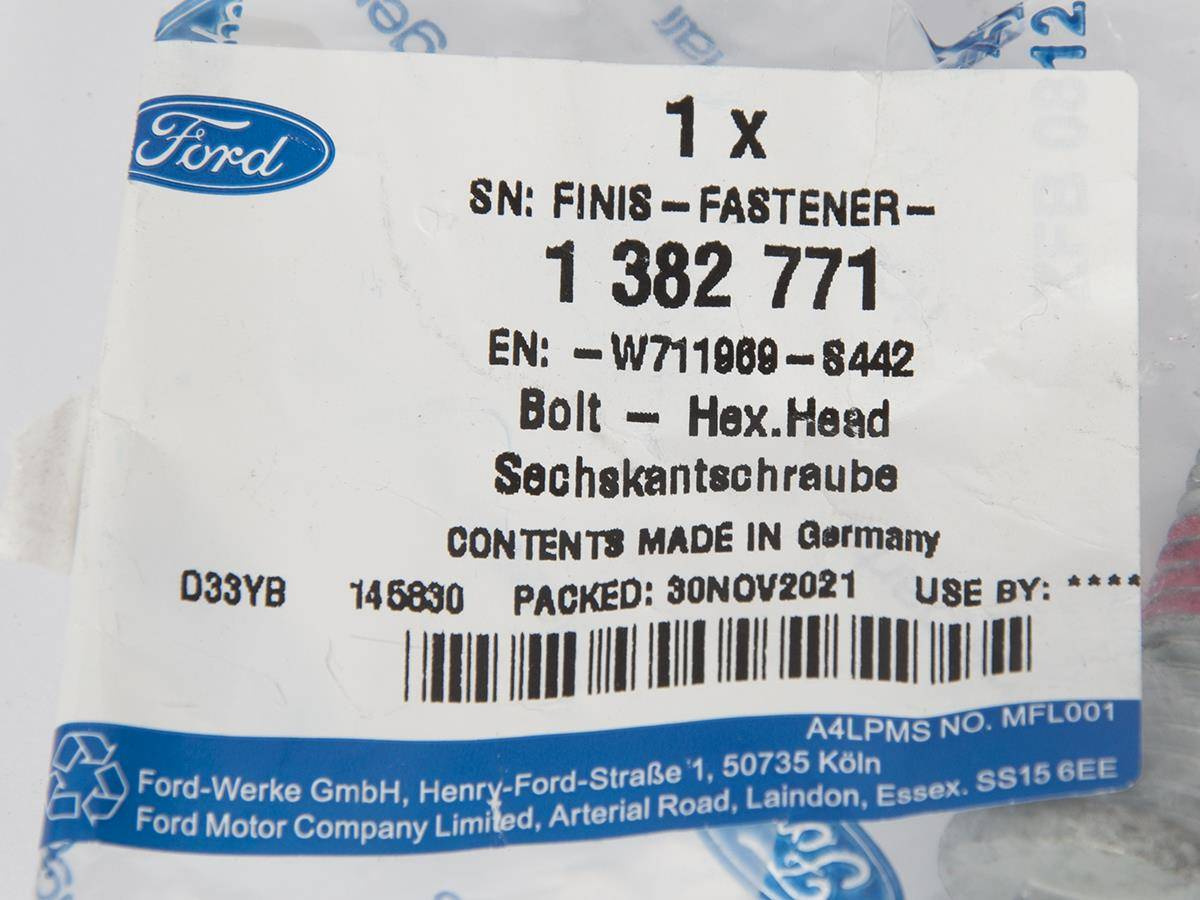 Ford
1 x
SN: FINIS-FASTENER-
1 382 771
EN: -W711969-S442
Bolt - Hex.Head
Sechskantschraube
CONTENTS MADE IN Germany
D33YB 145830 PACKED: 30NOV2021 USE BY: ****
A4LPMS NO. MFL001
Ford-Werke GmbH, Henry-Ford-Straße 1, 50735 Köln
Ford Motor Company Limited, Arterial Road, Laindon, Essex. SS15 6EE